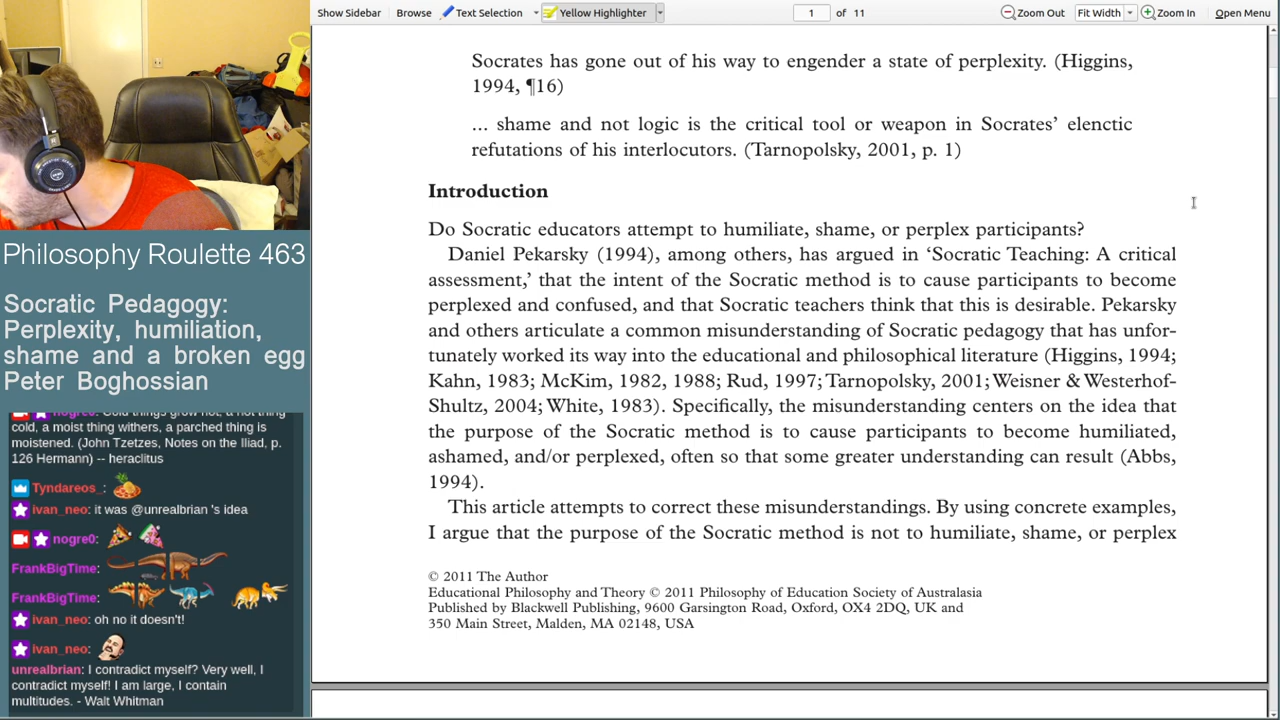 Show Sidebar Browse Text Selection Yellow Highlighter 1 of 11 Zoom Out Fit Width Zoom In Open Menu
Socrates has gone out of his way to engender a state of perplexity. (Higgins,
1994, ¶16)
... shame and not logic is the critical tool or weapon in Socrates' elenctic
refutations of his interlocutors. (Tarnopolsky, 2001, p. 1)
Introduction
Do Socratic educators attempt to humiliate, shame, or perplex participants?
Daniel Pekarsky (1994), among others, has argued in 'Socratic Teaching: A critical
assessment,' that the intent of the Socratic method is to cause participants to become
perplexed and confused, and that Socratic teachers think that this is desirable. Pekarsky
and others articulate a common misunderstanding of Socratic pedagogy that has unfor-
tunately worked its way into the educational and philosophical literature (Higgins, 1994;
Kahn, 1983; McKim, 1982, 1988; Rud, 1997; Tarnopolsky, 2001; Weisner & Westerhof-
Shultz, 2004; White, 1983). Specifically, the misunderstanding centers on the idea that
the purpose of the Socratic method is to cause participants to become humiliated,
ashamed, and/or perplexed, often so that some greater understanding can result (Abbs,
1994).
This article attempts to correct these misunderstandings. By using concrete examples,
I argue that the purpose of the Socratic method is not to humiliate, shame, or perplex
© 2011 The Author
Educational Philosophy and Theory © 2011 Philosophy of Education Society of Australasia
Published by Blackwell Publishing, 9600 Garsington Road, Oxford, OX4 2DQ, UK and
350 Main Street, Malden, MA 02148, USA
Philosophy Roulette 463
Socratic Pedagogy:
Perplexity, humiliation,
shame and a broken egg
Peter Boghossian
nogre0: Cold things grow hot, a hot thing
cold, a moist thing withers, a parched thing is
moistened. (John Tzetzes, Notes on the Iliad, p.
126 Hermann) -- heraclitus
Tyndareos_:
ivan_neo: it was @unrealbrian 's idea
nogre0:
FrankBigTime:
FrankBigTime:
ivan_neo: oh no it doesn't!
ivan_neo:
unrealbrian: I contradict myself? Very well, I
contradict myself! I am large, I contain
multitudes. - Walt Whitman